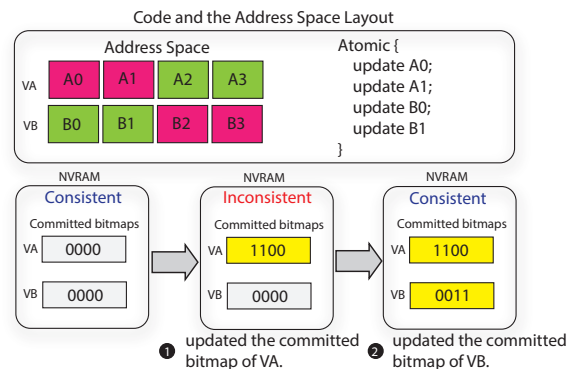 Code and the Address Space Layout
Address Space
VA A0 A1 A2 A3
VB B0 B1 B2 B3
Atomic {
update A0;
update A1;
update B0;
update B1
}
NVRAM
Consistent
Committed bitmaps
VA 0000
VB 0000
NVRAM
Inconsistent
Committed bitmaps
VA 1100
VB 0000
NVRAM
Consistent
Committed bitmaps
VA 1100
VB 0011
1 updated the committed
bitmap of VA.
2 updated the committed
bitmap of VB.